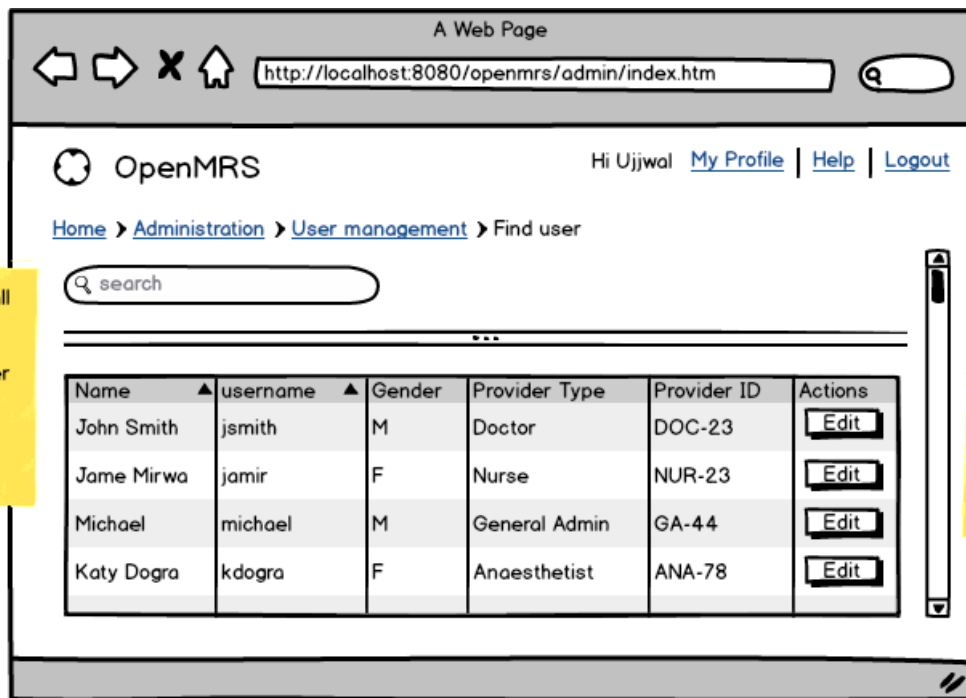 A Web Page
http://localhost:8080/openmrs/admin/index.htm
OpenMRS
Hi Ujjwal My Profile | Help | Logout
Home > Administration > User management > Find user
search
Name username Gender Provider Type Provider ID Actions
John Smith jsmith M Doctor DOC-23 Edit
Jame Mirwa jamir F Nurse NUR-23 Edit
Michael michael M General Admin GA-44 Edit
Katy Dogra kdogra F Anaesthetist ANA-78 Edit